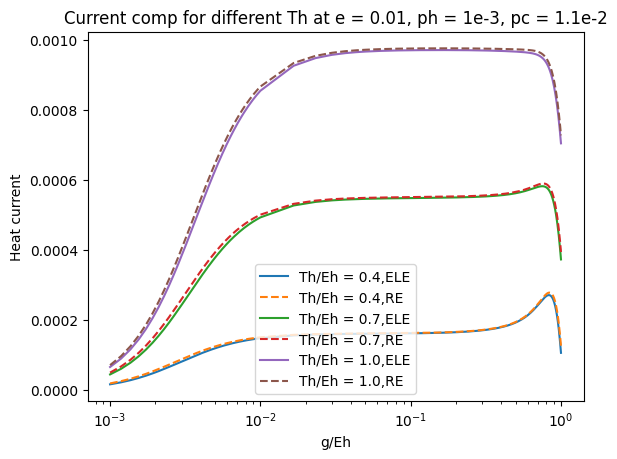 Current comp for different Th at e = 0.01, ph = 1e-3, pc = 1.1e-2
0.0010
0.0008
0.0006
0.0004
0.0002
0.0000
Heat current
Th/Eh = 0.4,ELE
Th/Eh = 0.4,RE
Th/Eh = 0.7,ELE
Th/Eh = 0.7,RE
Th/Eh = 1.0,ELE
Th/Eh = 1.0,RE
10⁻³ 10⁻² 10⁻¹ 10⁰
g/Eh